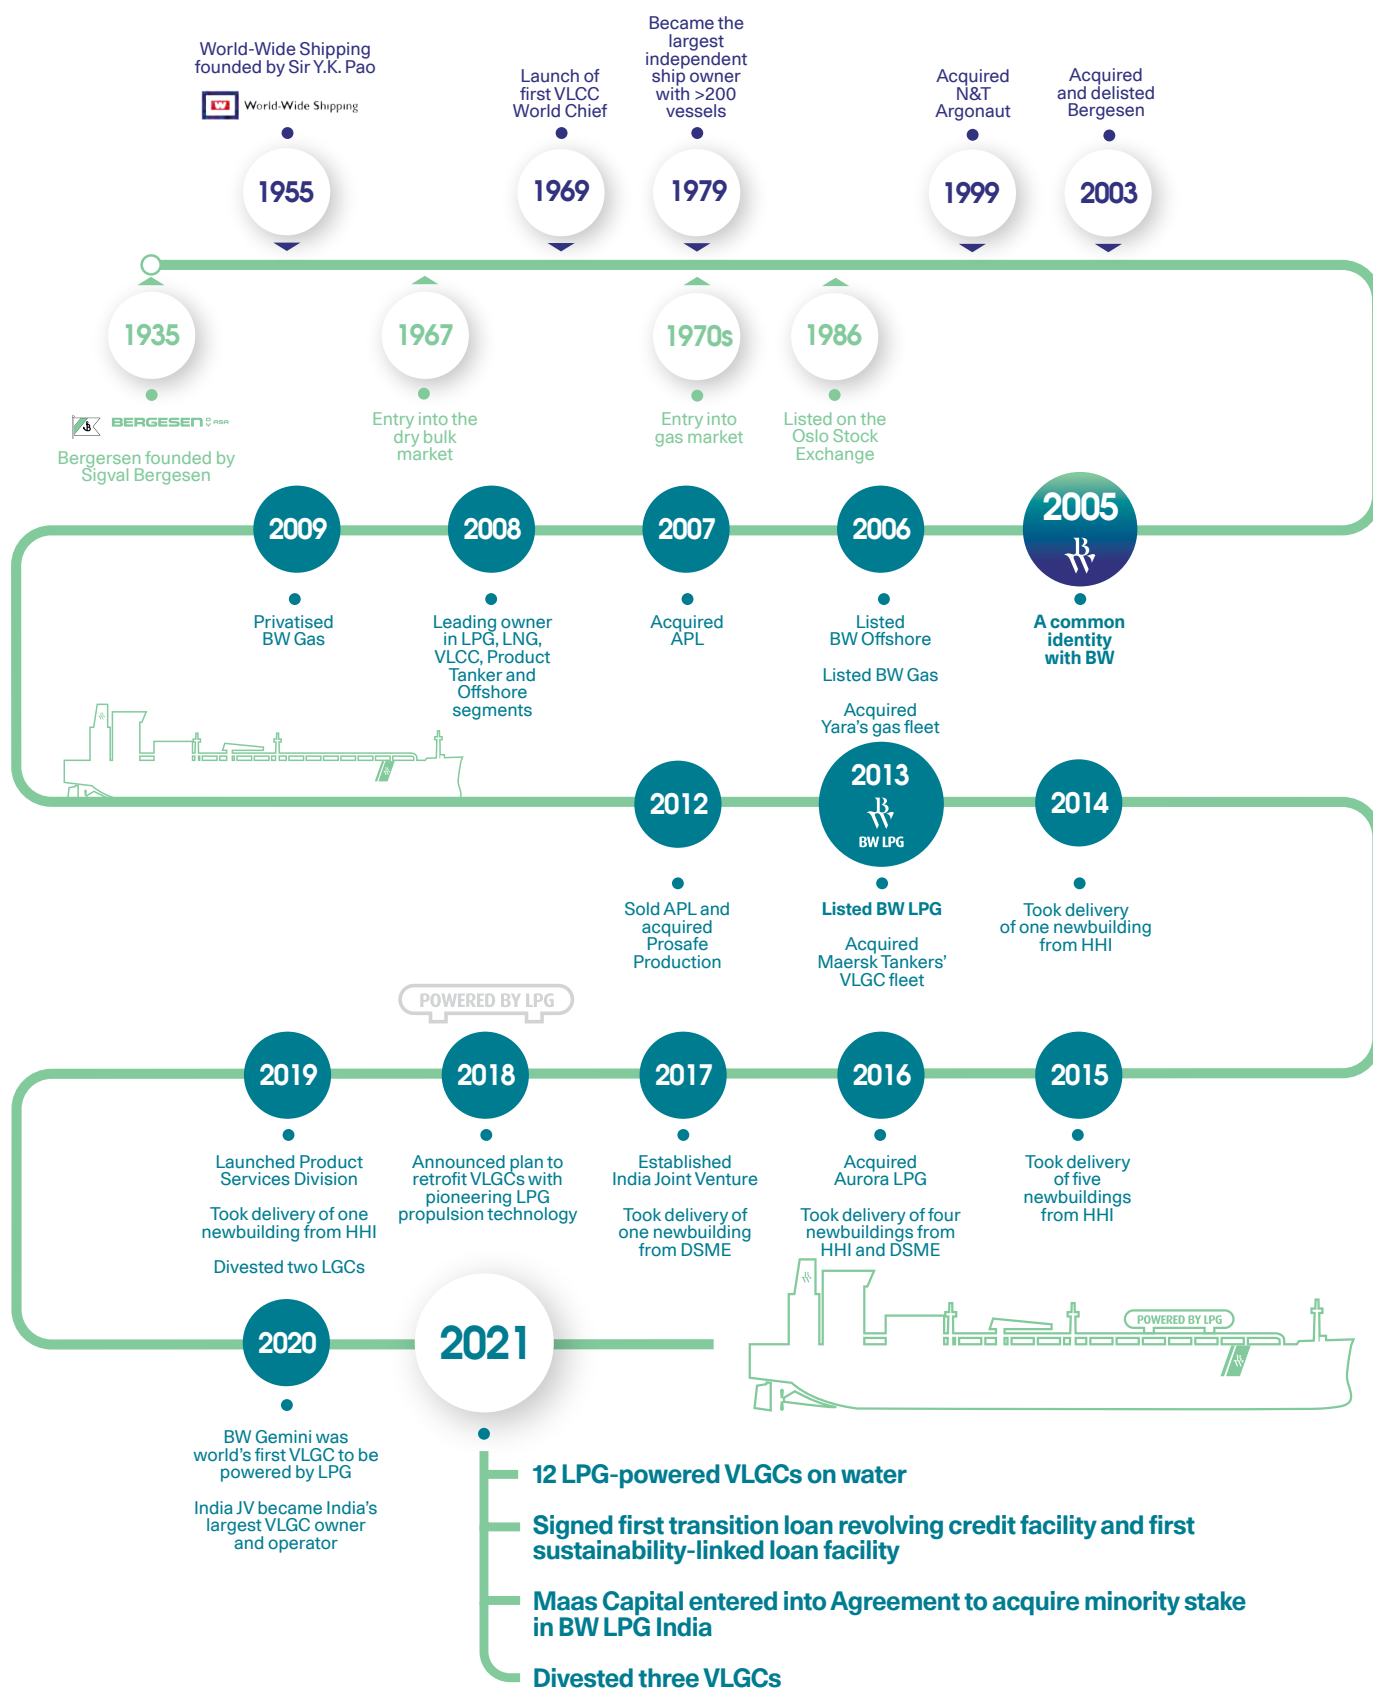 World-Wide Shipping
founded by Sir Y.K. Pao
W World-Wide Shipping
1955
Launch of
first VLCC
World Chief
1969
Became the
largest
independent
ship owner
with >200
vessels
1979
Acquired
N&T
Argonaut
1999
Acquired
and delisted
Bergesen
2003
1935
BERGESEN D.Y. ASA
Bergersen founded by
Sigval Bergesen
1967
Entry into the
dry bulk
market
1970s
Entry into
gas market
1986
Listed on the
Oslo Stock
Exchange
2005
BW
A common
identity
with BW
2006
Listed
BW Offshore
Listed BW Gas
Acquired
Yara's gas fleet
2007
Acquired
APL
2008
Leading owner
in LPG, LNG,
VLCC, Product
Tanker and
Offshore
segments
2009
Privatised
BW Gas
2012
Sold APL and
acquired
Prosafe
Production
2013
BW
BW LPG
Listed BW LPG
Acquired
Maersk Tankers'
VLGC fleet
2014
Took delivery
of one newbuilding
from HHI
2015
Took delivery
of five
newbuildings
from HHI
2016
Acquired
Aurora LPG
Took delivery of four
newbuildings from
HHI and DSME
2017
Established
India Joint Venture
Took delivery of
one newbuilding
from DSME
POWERED BY LPG
2018
Announced plan to
retrofit VLGCs with
pioneering LPG
propulsion technology
2019
Launched Product
Services Division
Took delivery of one
newbuilding from HHI
Divested two LGCs
2020
BW Gemini was
world's first VLGC to be
powered by LPG
India JV became India's
largest VLGC owner
and operator
2021
POWERED BY LPG
12 LPG-powered VLGCs on water
Signed first transition loan revolving credit facility and first
sustainability-linked loan facility
Maas Capital entered into Agreement to acquire minority stake
in BW LPG India
Divested three VLGCs